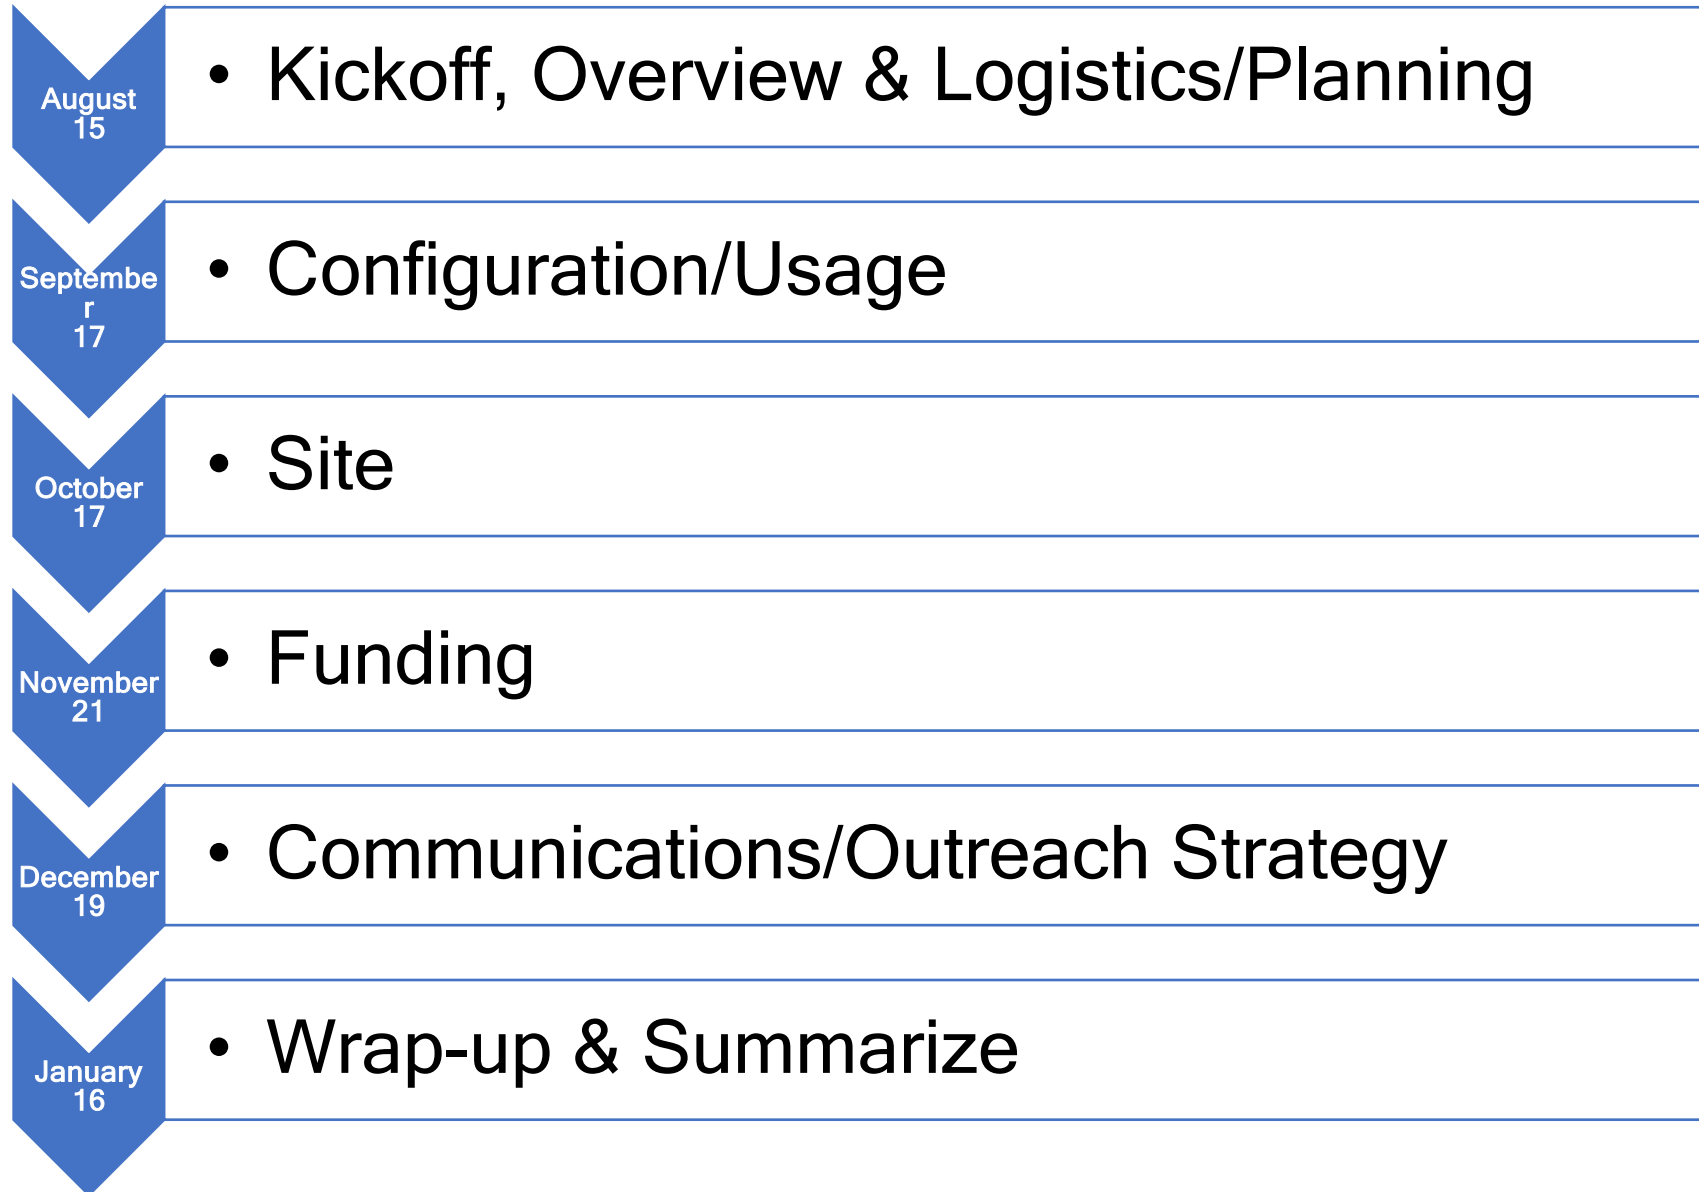 August
15
• Kickoff, Overview & Logistics/Planning
Septembe
r
17
• Configuration/Usage
October
17
• Site
November
21
• Funding
December
19
• Communications/Outreach Strategy
January
16
• Wrap-up & Summarize